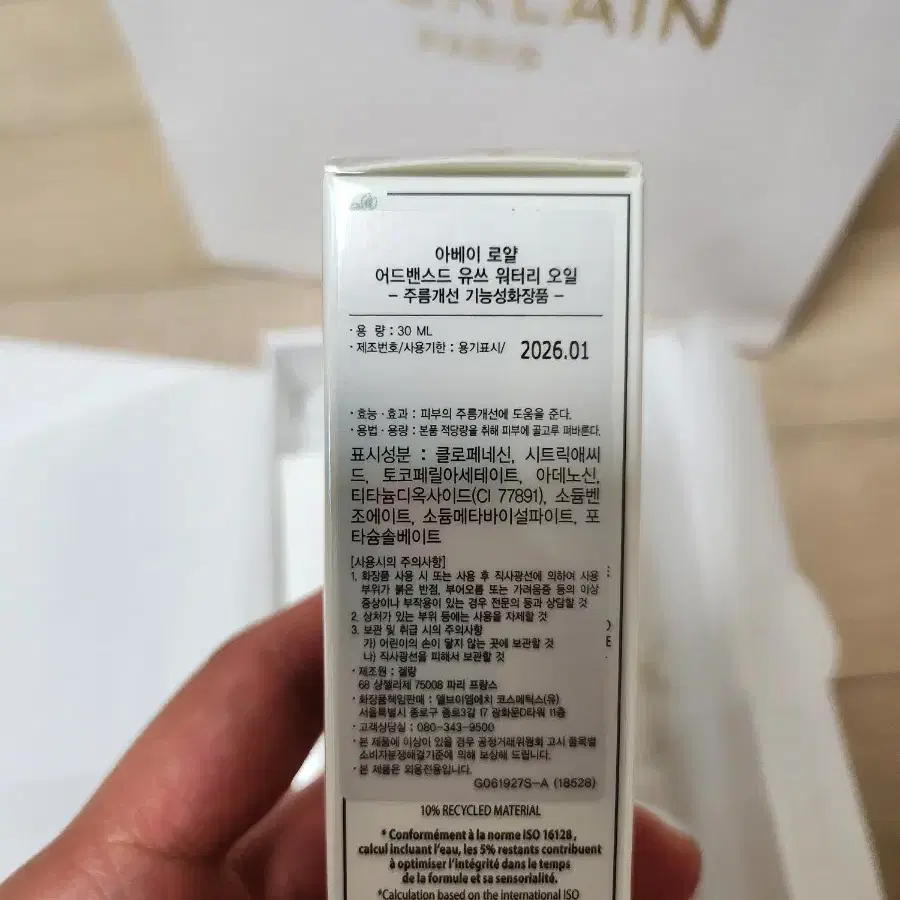 PARIS
아베이 로얄
어드밴스드 유쓰 워터리 오일
- 주름개선 기능성화장품 -
· 용 량 : 30 ML
· 제조번호/사용기한 : 용기표시/ 2026.01
· 효능 · 효과 : 피부의 주름개선에 도움을 준다.
· 용법 · 용량 : 본품 적당량을 취해 피부에 골고루 펴바른다.
표시성분 : 클로페네신, 시트릭애씨
드, 토코페릴아세테이트, 아데노신,
티타늄디옥사이드(CI 77891), 소듐벤
조에이트, 소듐메타바이설파이트, 포
타슘솔베이트
[사용시의 주의사항]
1. 화장품 사용 시 또는 사용 후 직사광선에 의하여 사용
부위가 붉은 반점, 부어오름 또는 가려움증 등의 이상
증상이나 부작용이 있는 경우 전문의 등과 상담할 것
2. 상처가 있는 부위 등에는 사용을 자제할 것
3. 보관 및 취급 시의 주의사항
가) 어린이의 손이 닿지 않는 곳에 보관할 것
나) 직사광선을 피해서 보관할 것
· 제조원 : 겔랑
68 샹젤리제 75008 파리 프랑스
· 화장품책임판매 : 엘브이엠에치 코스메틱스(유)
서울특별시 종로구 종로3길 17 광화문D타워 11층
· 고객상담실 : 080-343-9500
· 본 제품에 이상이 있을 경우 공정거래위원회 고시 품목별
소비자분쟁해결기준에 의해 보상해 드립니다.
· 본 제품은 외용전용입니다.
G061927S-A (18528)
10% RECYCLED MATERIAL
* Conformément à la norme ISO 16128,
calcul incluant l'eau, les 5% restants contribuent
à optimiser l'intégrité dans le temps
de la formule et sa sensorialité.
*Calculation based on the international ISO